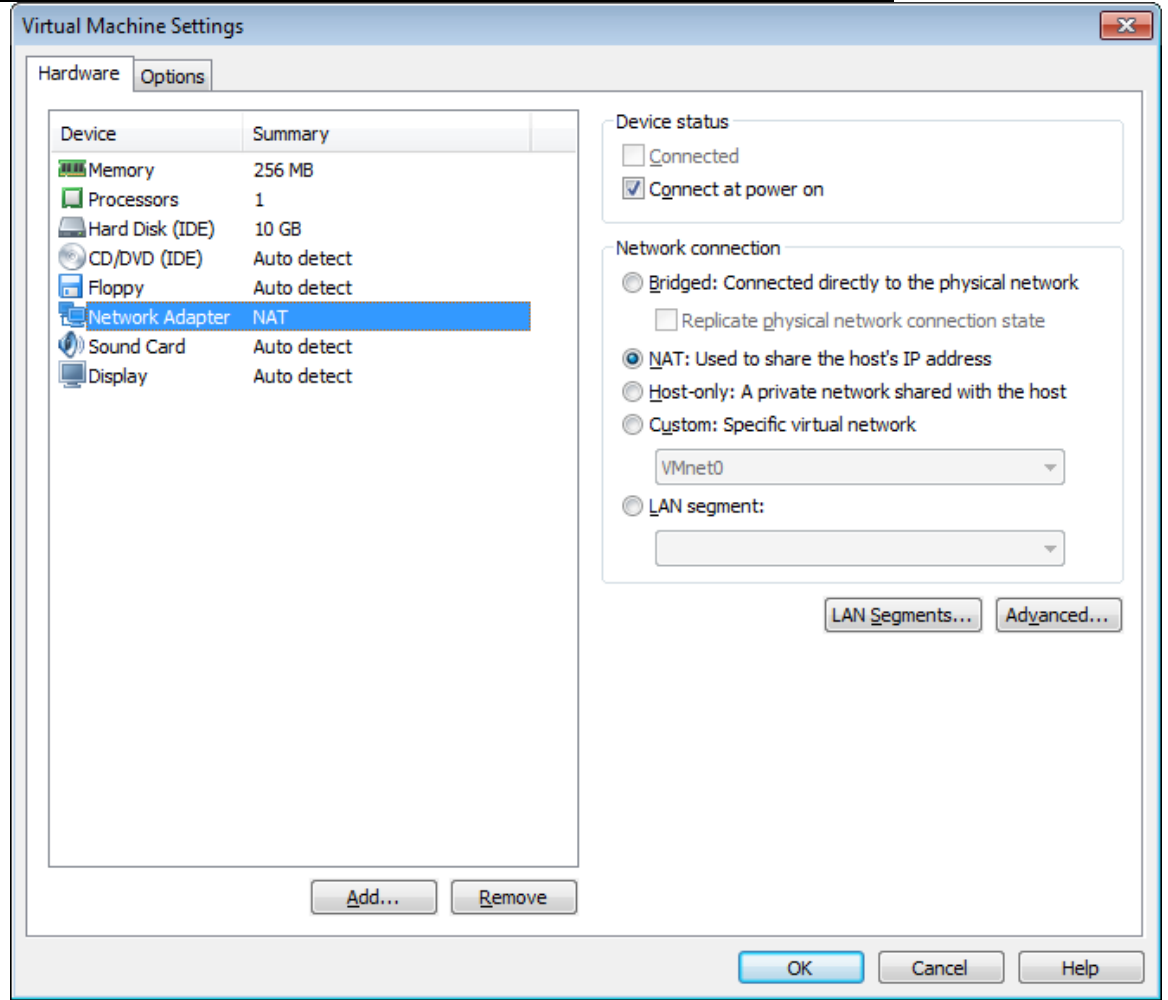 Virtual Machine Settings
Hardware Options
Device Summary
Memory 256 MB
Processors 1
Hard Disk (IDE) 10 GB
CD/DVD (IDE) Auto detect
Floppy Auto detect
Network Adapter NAT
Sound Card Auto detect
Display Auto detect
Add... Remove
Device status
Connected
Connect at power on
Network connection
Bridged: Connected directly to the physical network
Replicate physical network connection state
NAT: Used to share the host's IP address
Host-only: A private network shared with the host
Custom: Specific virtual network
VMnet0
LAN segment:
LAN Segments... Advanced...
OK Cancel Help